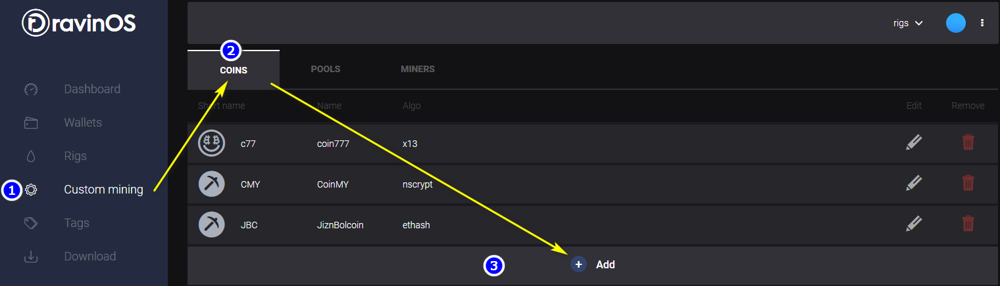 DravinOS
rigs
2
COINS POOLS MINERS
Dashboard
Short name Name Algo Edit Remove
Wallets
c77 coin777 x13
Rigs
1 Custom mining
CMY CoinMY nscrypt
Tags
JBC JiznBolcoin ethash
Download
3 + Add